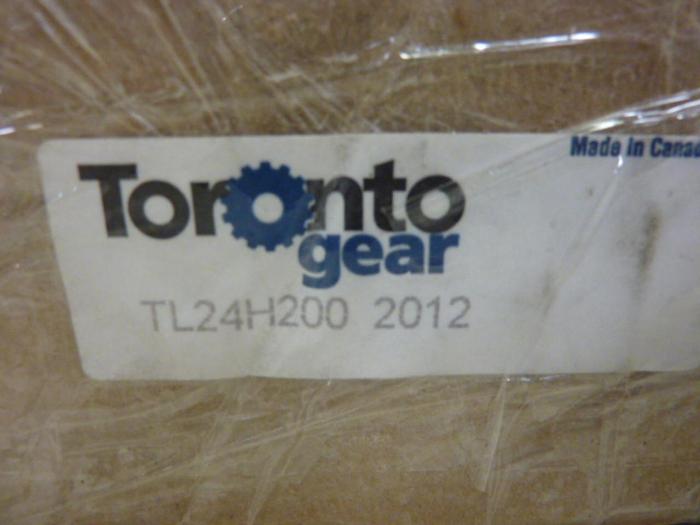 Made in Canad
Toronto
gear
TL24H200 2012